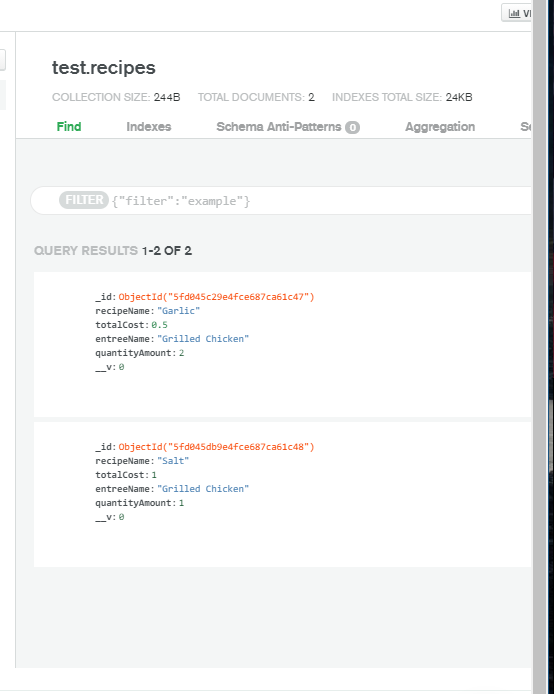 test.recipes
COLLECTION SIZE: 244B TOTAL DOCUMENTS: 2 INDEXES TOTAL SIZE: 24KB
Find Indexes Schema Anti-Patterns 0 Aggregation
FILTER {"filter":"example"}
QUERY RESULTS 1-2 OF 2
_id: ObjectId("5fd045c29e4fce687ca61c47")
recipeName: "Garlic"
totalCost: 0.5
entreeName: "Grilled Chicken"
quantityAmount: 2
__v: 0
_id: ObjectId("5fd045db9e4fce687ca61c48")
recipeName: "Salt"
totalCost: 1
entreeName: "Grilled Chicken"
quantityAmount: 1
__v: 0